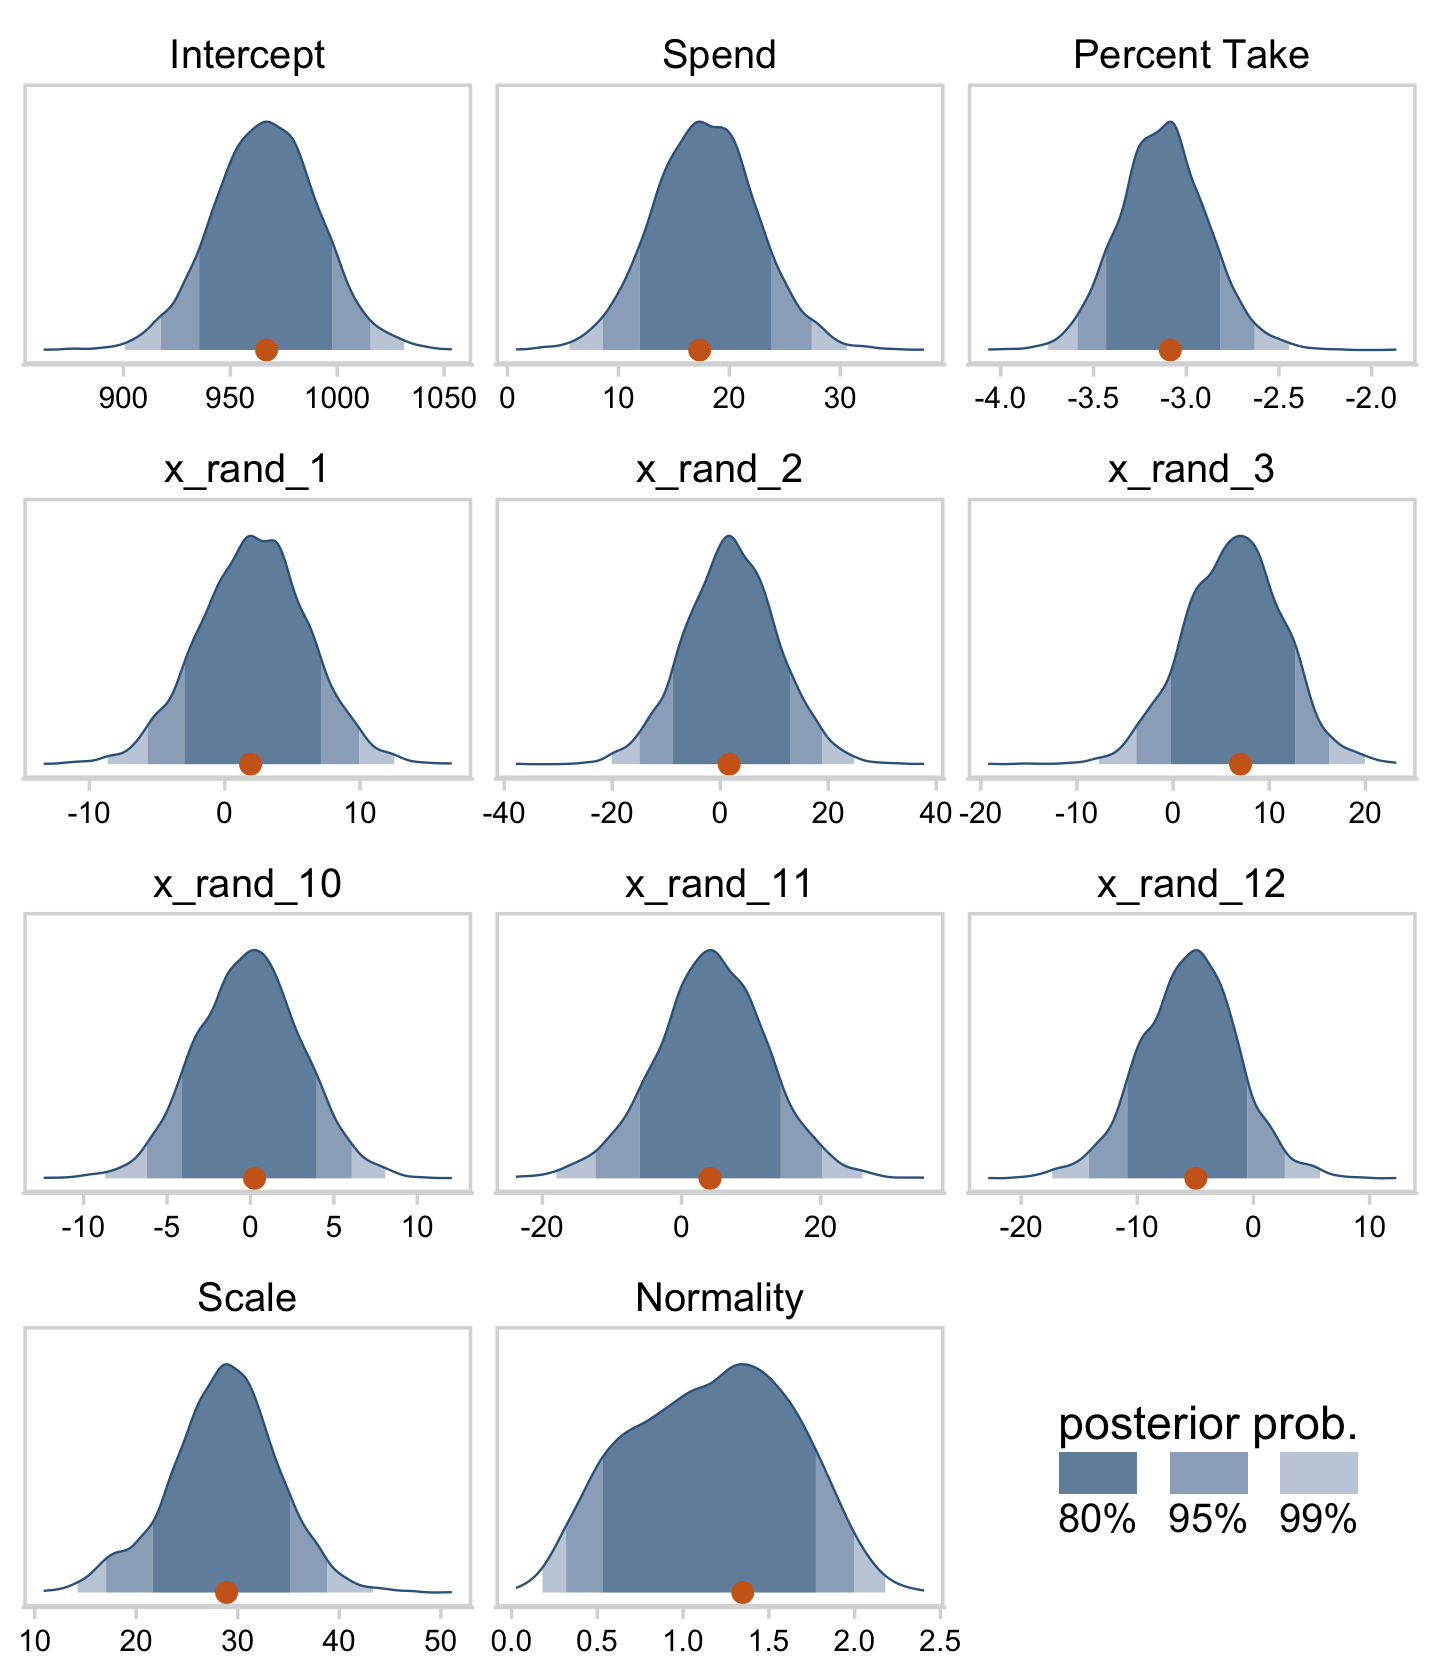 Intercept Spend Percent Take
900 950 1000 1050 0 10 20 30 -4.0 -3.5 -3.0 -2.5 -2.0
x_rand_1 x_rand_2 x_rand_3
-10 0 10 -40 -20 0 20 40 -20 -10 0 10 20
x_rand_10 x_rand_11 x_rand_12
-10 -5 0 5 10 -20 0 20 -20 -10 0 10
Scale Normality
10 20 30 40 50 0.0 0.5 1.0 1.5 2.0 2.5
posterior prob.
80% 95% 99%